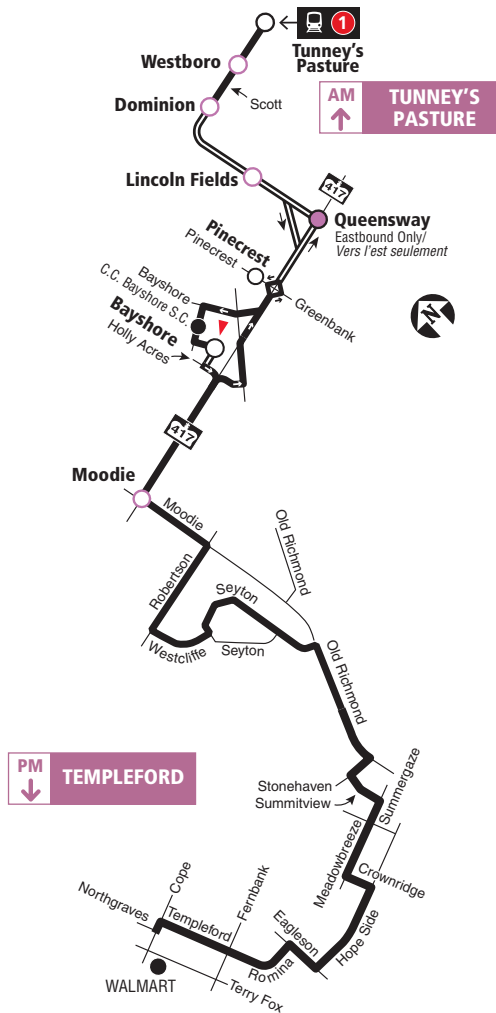 1
Tunney's
Pasture
Westboro
Dominion
Scott
AM
TUNNEY'S
PASTURE
Lincoln Fields
417
Queensway
Eastbound Only/
Vers l'est seulement
Pinecrest
Pinecrest
Greenbank
Bayshore
C.C. Bayshore S.C.
Bayshore
Holly Acres
N
417
Moodie
Moodie
Old Richmond
Robertson
Seyton
Westcliffe
Seyton
Old Richmond
PM
TEMPLEFORD
Stonehaven
Summitview
Summergaze
Meadowbreeze
Crownridge
Hope Side
Eagleson
Romina
Fernbank
Cope
Templeford
Northgraves
WALMART
Terry Fox